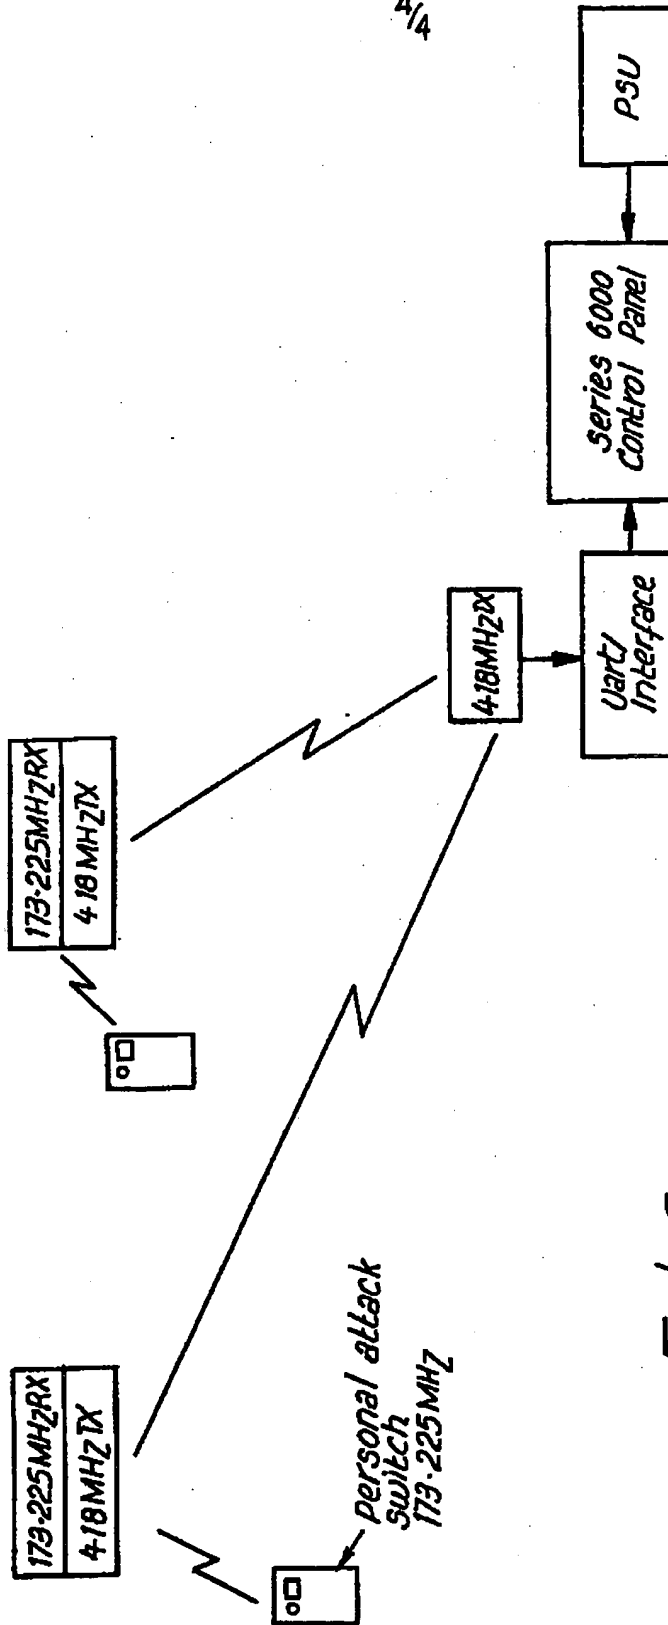 4/4
173·225MHZRX
418MHZTX
173·225MHZRX
418MHZTX
personal attack
switch
173·225MHZ
418MHZTX
Uart/
Interface
Series 6000
Control Panel
PSU